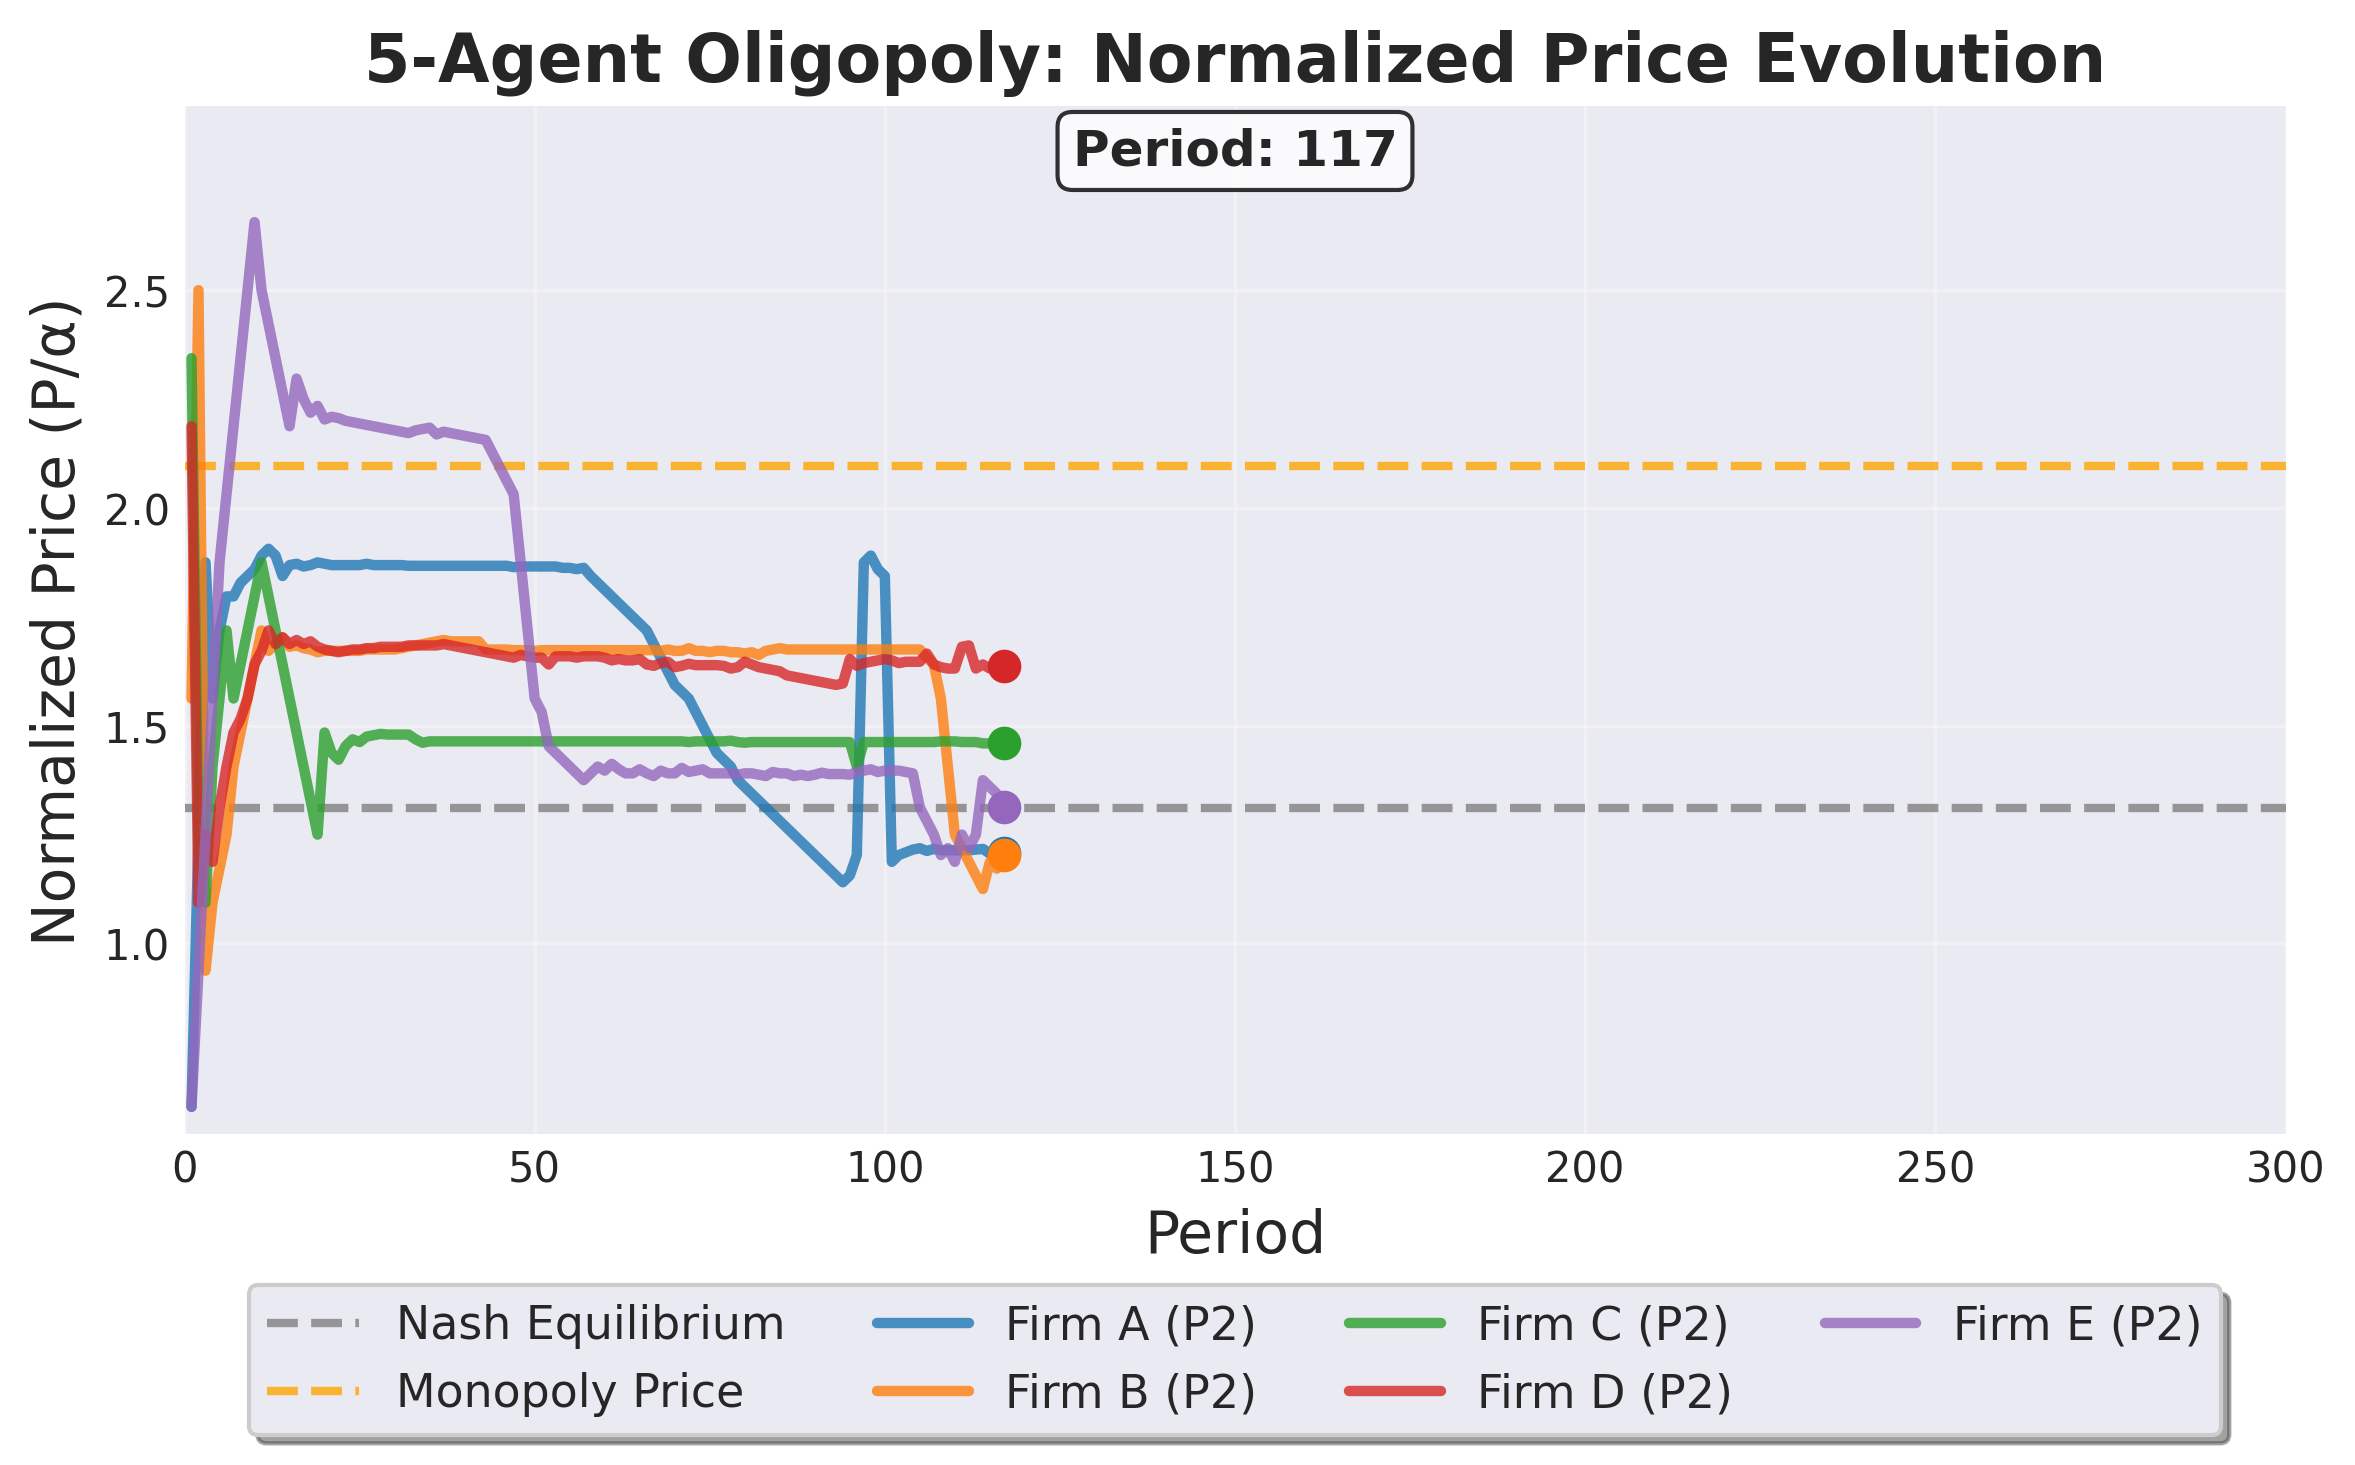 5-Agent Oligopoly: Normalized Price Evolution
Period: 117
Normalized Price (P/α)
2.5
2.0
1.5
1.0
0 50 100 150 200 250 300
Period
Nash Equilibrium Firm A (P2) Firm C (P2) Firm E (P2)
Monopoly Price Firm B (P2) Firm D (P2)